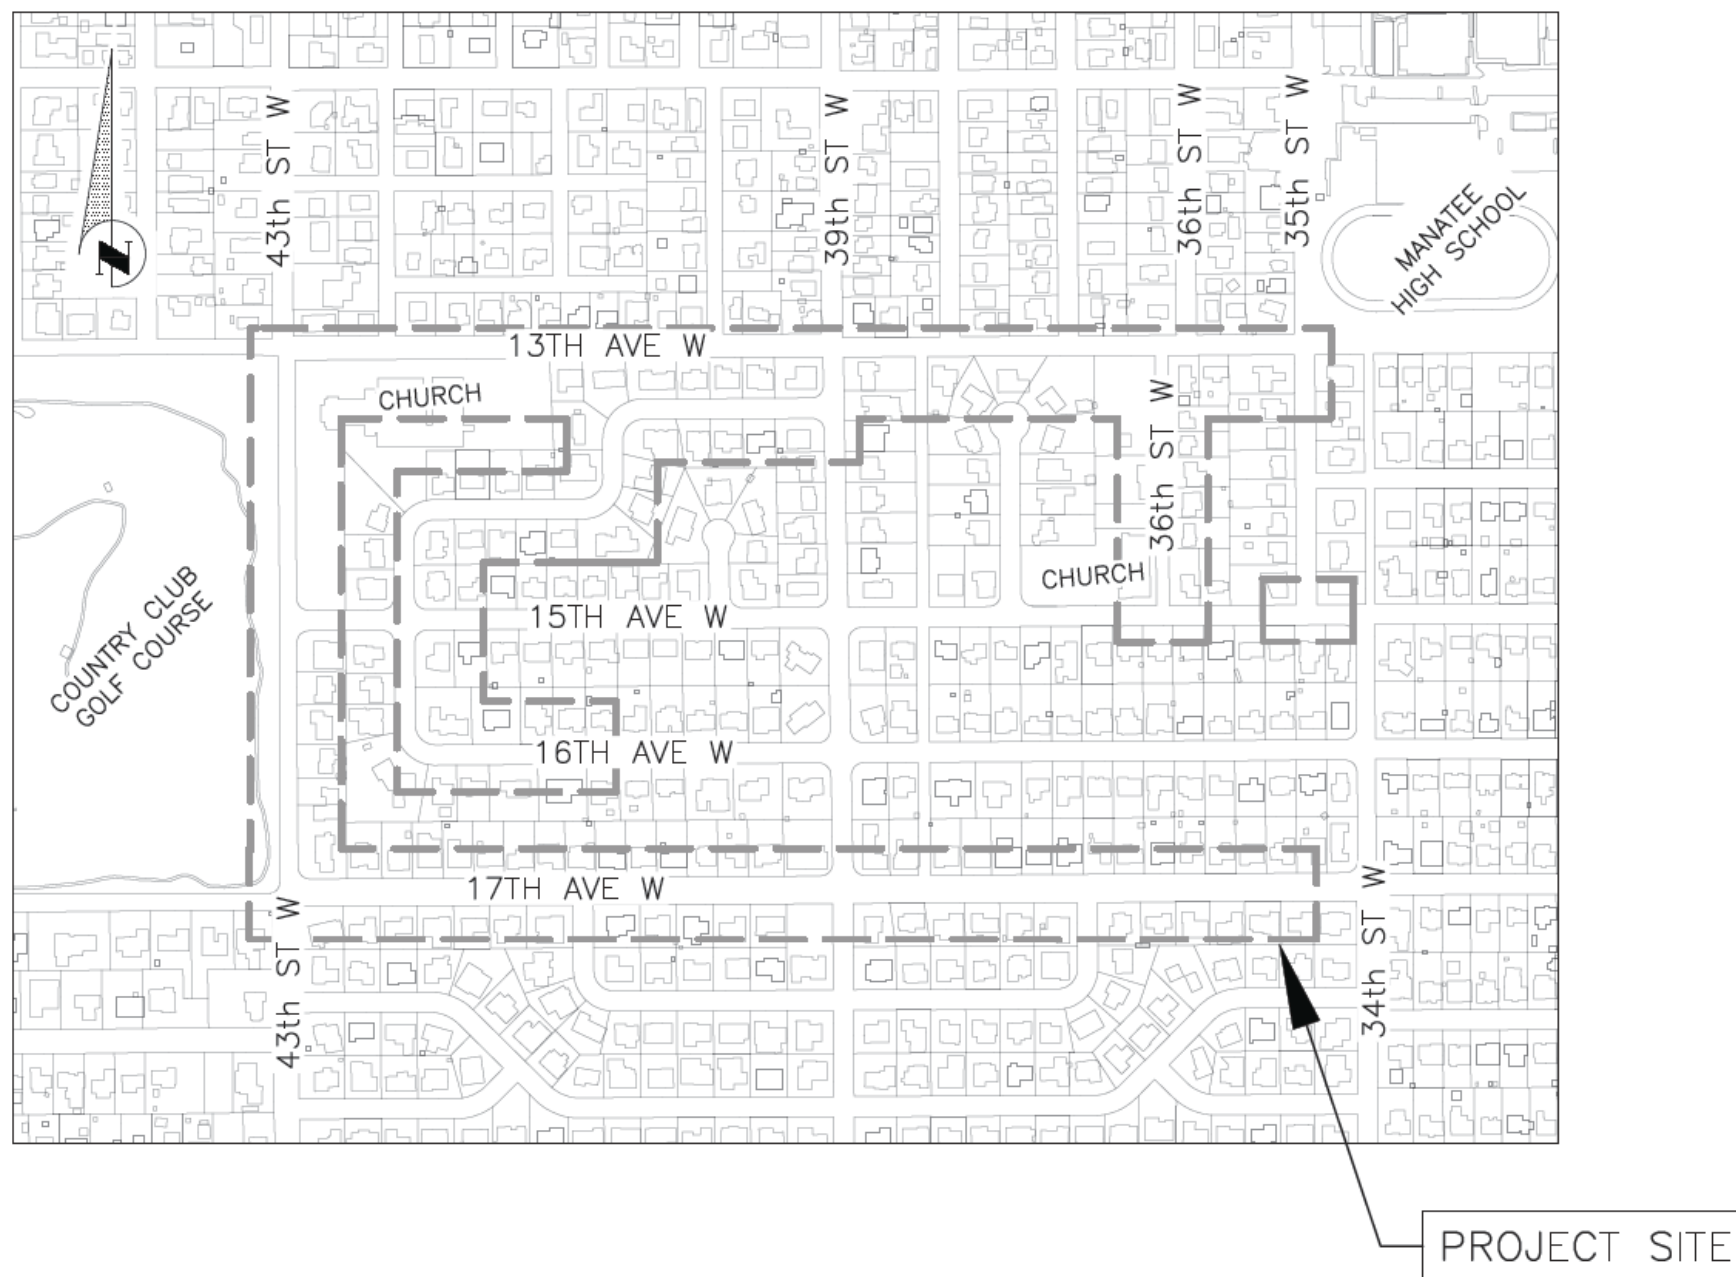 43th ST W
39th ST W
36th ST W
35th ST W
MANATEE
HIGH SCHOOL
N
13TH AVE W
CHURCH
36th ST W
CHURCH
COUNTRY CLUB
GOLF COURSE
15TH AVE W
16TH AVE W
17TH AVE W
43th ST W
34th ST W
PROJECT SITE